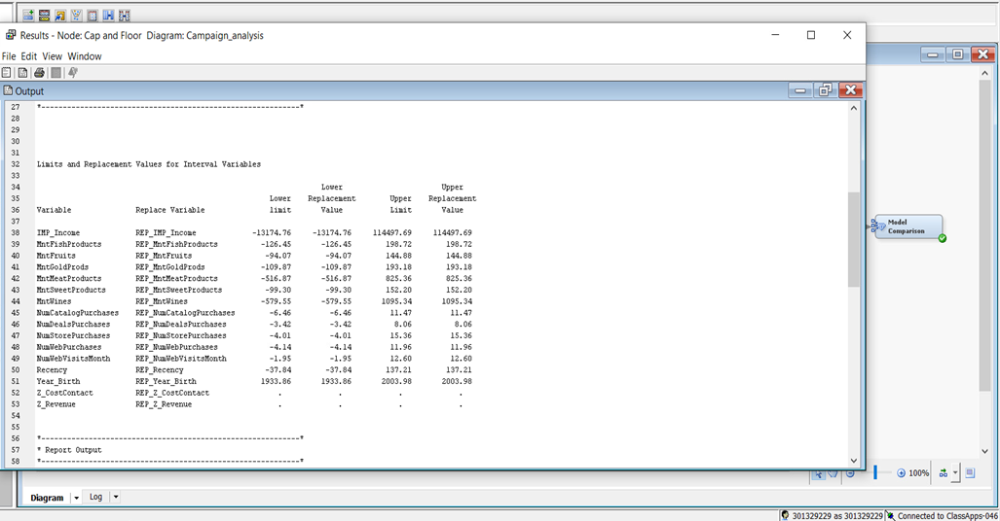 Results - Node: Cap and Floor Diagram: Campaign_analysis
File Edit View Window
Output
27 *------------------------------------------------------------*
28
29
30
31
32 Limits and Replacement Values for Interval Variables
33
34 Lower Upper
35 Lower Replacement Upper Replacement
36 Variable Replace Variable limit Value Limit Value
37
38 IMP_Income REP_IMP_Income -13174.76 -13174.76 114497.69 114497.69
39 MntFishProducts REP_MntFishProducts -126.45 -126.45 198.72 198.72
40 MntFruits REP_MntFruits -94.07 -94.07 144.88 144.88
41 MntGoldProds REP_MntGoldProds -109.87 -109.87 193.18 193.18
42 MntMeatProducts REP_MntMeatProducts -516.87 -516.87 825.36 825.36
43 MntSweetProducts REP_MntSweetProducts -99.30 -99.30 152.20 152.20
44 MntWines REP_MntWines -579.55 -579.55 1095.34 1095.34
45 NumCatalogPurchases REP_NumCatalogPurchases -6.46 -6.46 11.47 11.47
46 NumDealsPurchases REP_NumDealsPurchases -3.42 -3.42 8.06 8.06
47 NumStorePurchases REP_NumStorePurchases -4.01 -4.01 15.36 15.36
48 NumWebPurchases REP_NumWebPurchases -4.14 -4.14 11.96 11.96
49 NumWebVisitsMonth REP_NumWebVisitsMonth -1.95 -1.95 12.60 12.60
50 Recency REP_Recency -37.84 -37.84 137.21 137.21
51 Year_Birth REP_Year_Birth 1933.86 1933.86 2003.98 2003.98
52 Z_CostContact REP_Z_CostContact . . . .
53 Z_Revenue REP_Z_Revenue . . . .
54
55
56 *------------------------------------------------------------*
57 * Report Output
58 *------------------------------------------------------------*
Model
Comparison
100%
Diagram Log
301329229 as 301329229 Connected to ClassApps-046